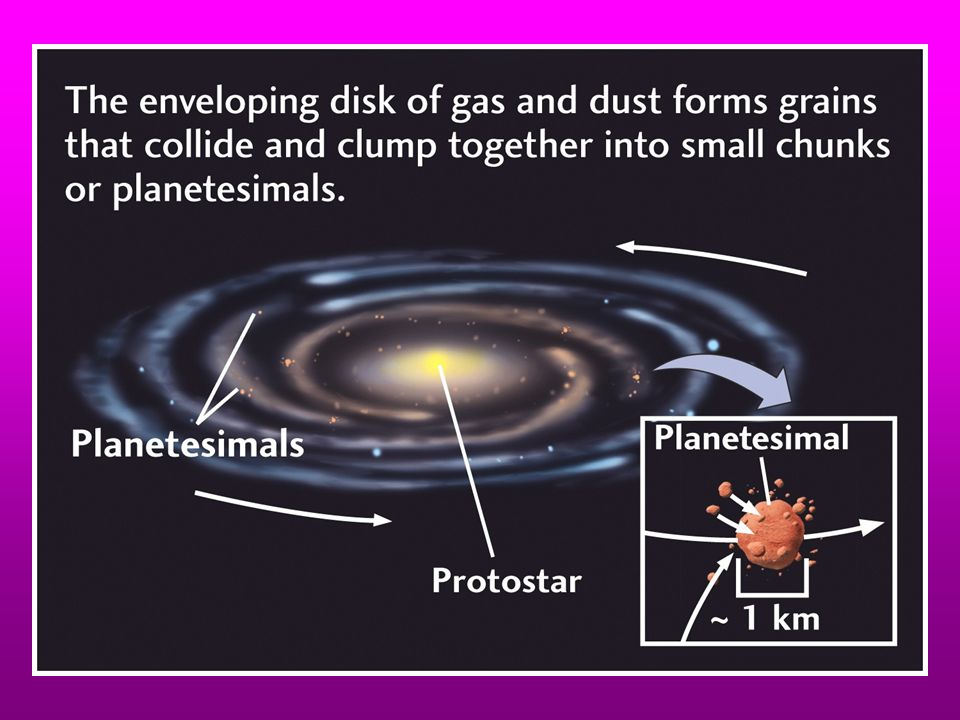 The enveloping disk of gas and dust forms grains
that collide and clump together into small chunks
or planetesimals.
Planetesimals
Protostar
Planetesimal
~ 1 km